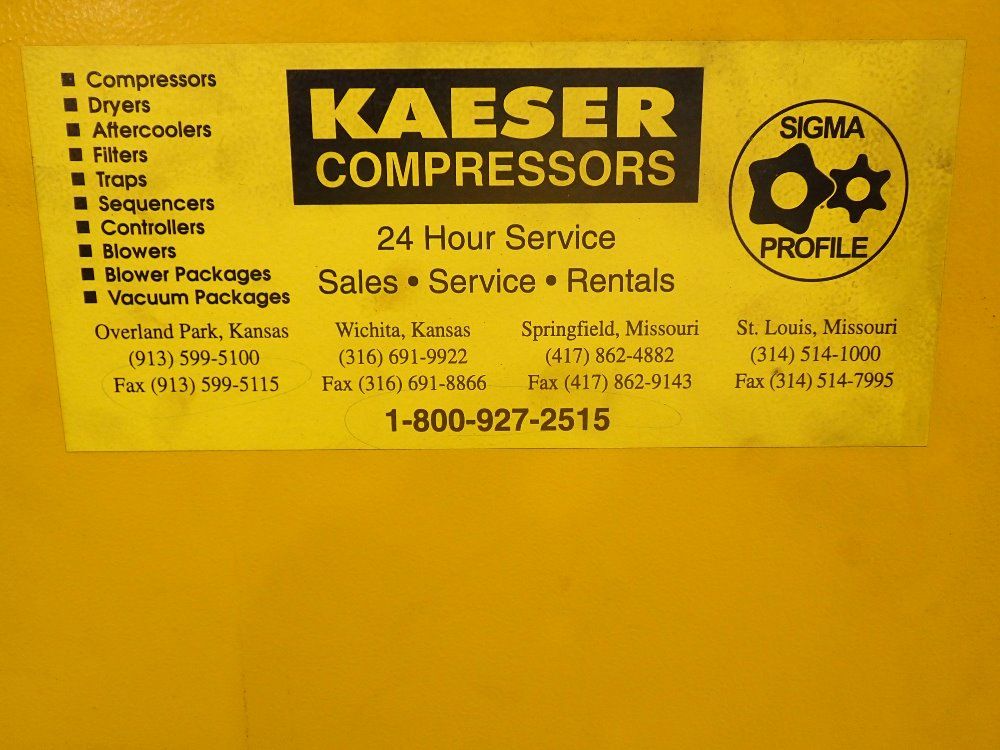 ■ Compressors
■ Dryers
■ Aftercoolers
■ Filters
■ Traps
■ Sequencers
■ Controllers
■ Blowers
■ Blower Packages
■ Vacuum Packages
KAESER
COMPRESSORS
24 Hour Service
Sales • Service • Rentals
SIGMA
PROFILE
Overland Park, Kansas
(913) 599-5100
Fax (913) 599-5115
Wichita, Kansas
(316) 691-9922
Fax (316) 691-8866
Springfield, Missouri
(417) 862-4882
Fax (417) 862-9143
St. Louis, Missouri
(314) 514-1000
Fax (314) 514-7995
1-800-927-2515